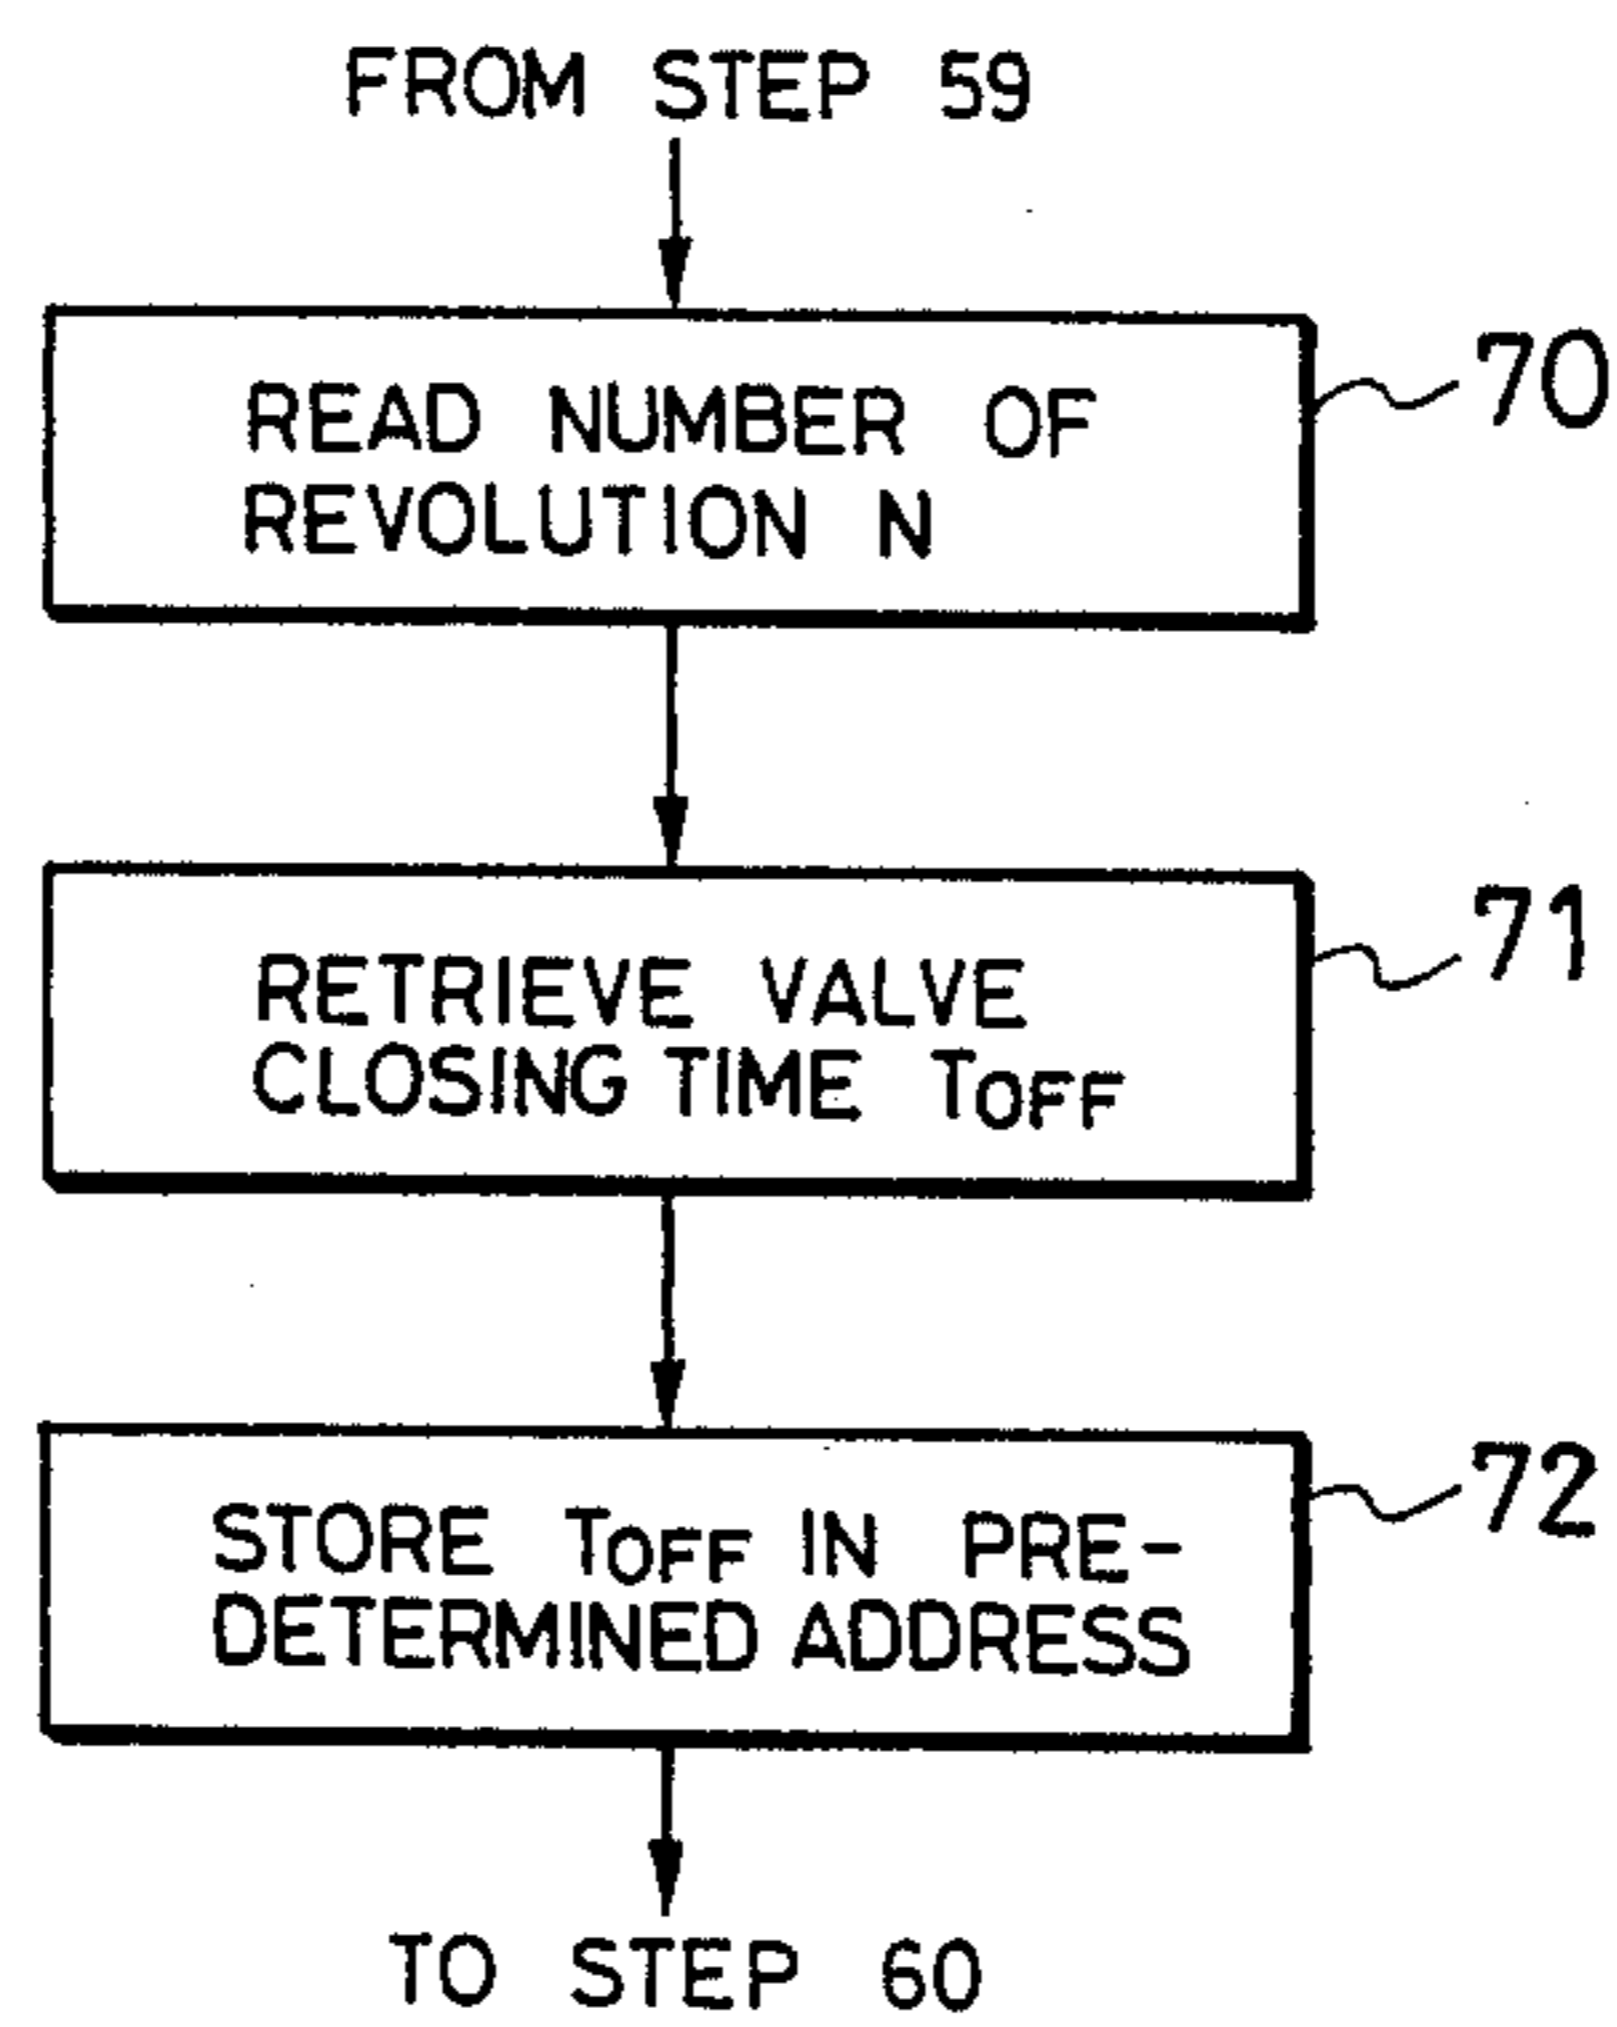 FROM STEP 59
READ NUMBER OF
REVOLUTION N
70
RETRIEVE VALVE
CLOSING TIME TOFF
71
STORE TOFF IN PRE-
DETERMINED ADDRESS
72
TO STEP 60